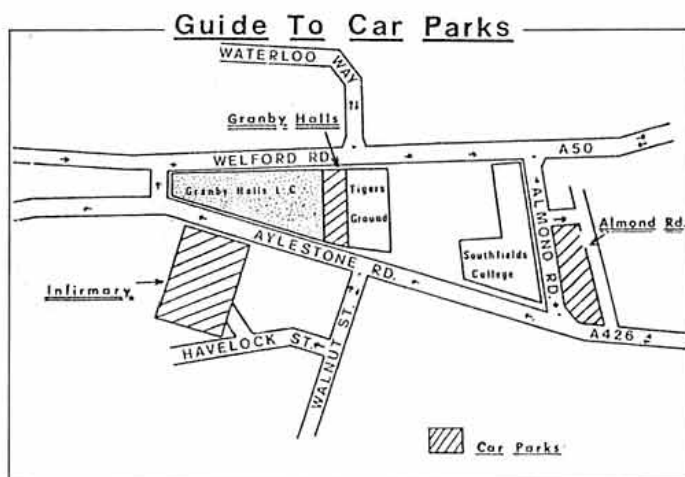 Guide To Car Parks
WATERLOO WAY
Granby Halls
WELFORD RD.
A50
Granby Halls L.C
Tigers
Ground
ALMOND RD.
Almond Rd.
AYLESTONE RD.
Southfields
College
Infirmary
HAVELOCK ST.
WALNUT ST.
A426
Car Parks